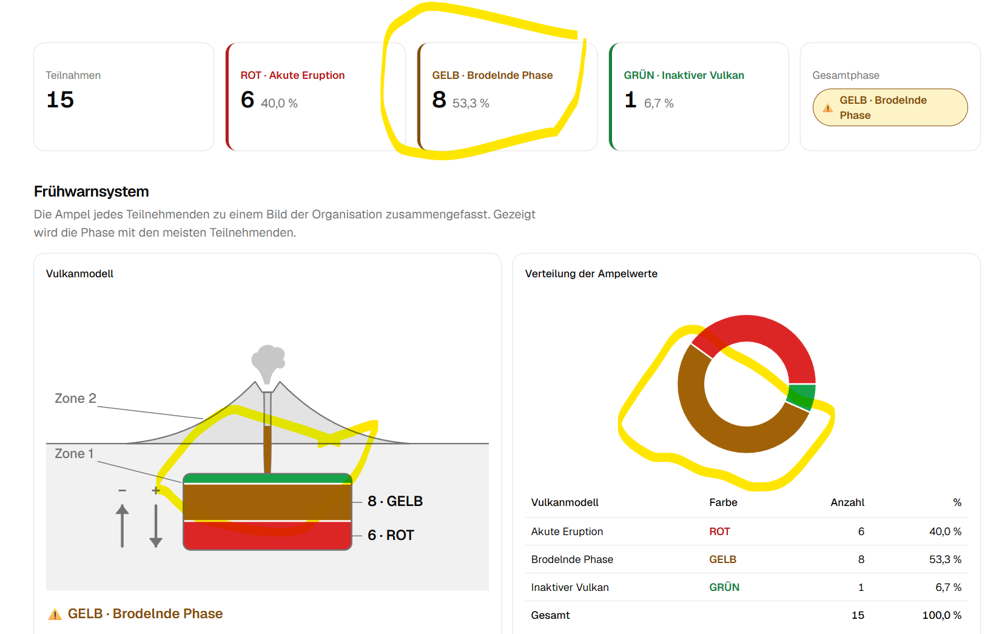 Teilnahmen
15
ROT · Akute Eruption
6 40,0 %
GELB · Brodelnde Phase
8 53,3 %
GRÜN · Inaktiver Vulkan
1 6,7 %
Gesamtphase
GELB · Brodelnde
Phase
Frühwarnsystem
Die Ampel jedes Teilnehmenden zu einem Bild der Organisation zusammengefasst. Gezeigt
wird die Phase mit den meisten Teilnehmenden.
Vulkanmodell
Zone 2
Zone 1
− +
8 · GELB
6 · ROT
GELB · Brodelnde Phase
Verteilung der Ampelwerte
Vulkanmodell Farbe Anzahl %
Akute Eruption ROT 6 40,0 %
Brodelnde Phase GELB 8 53,3 %
Inaktiver Vulkan GRÜN 1 6,7 %
Gesamt 15 100,0 %